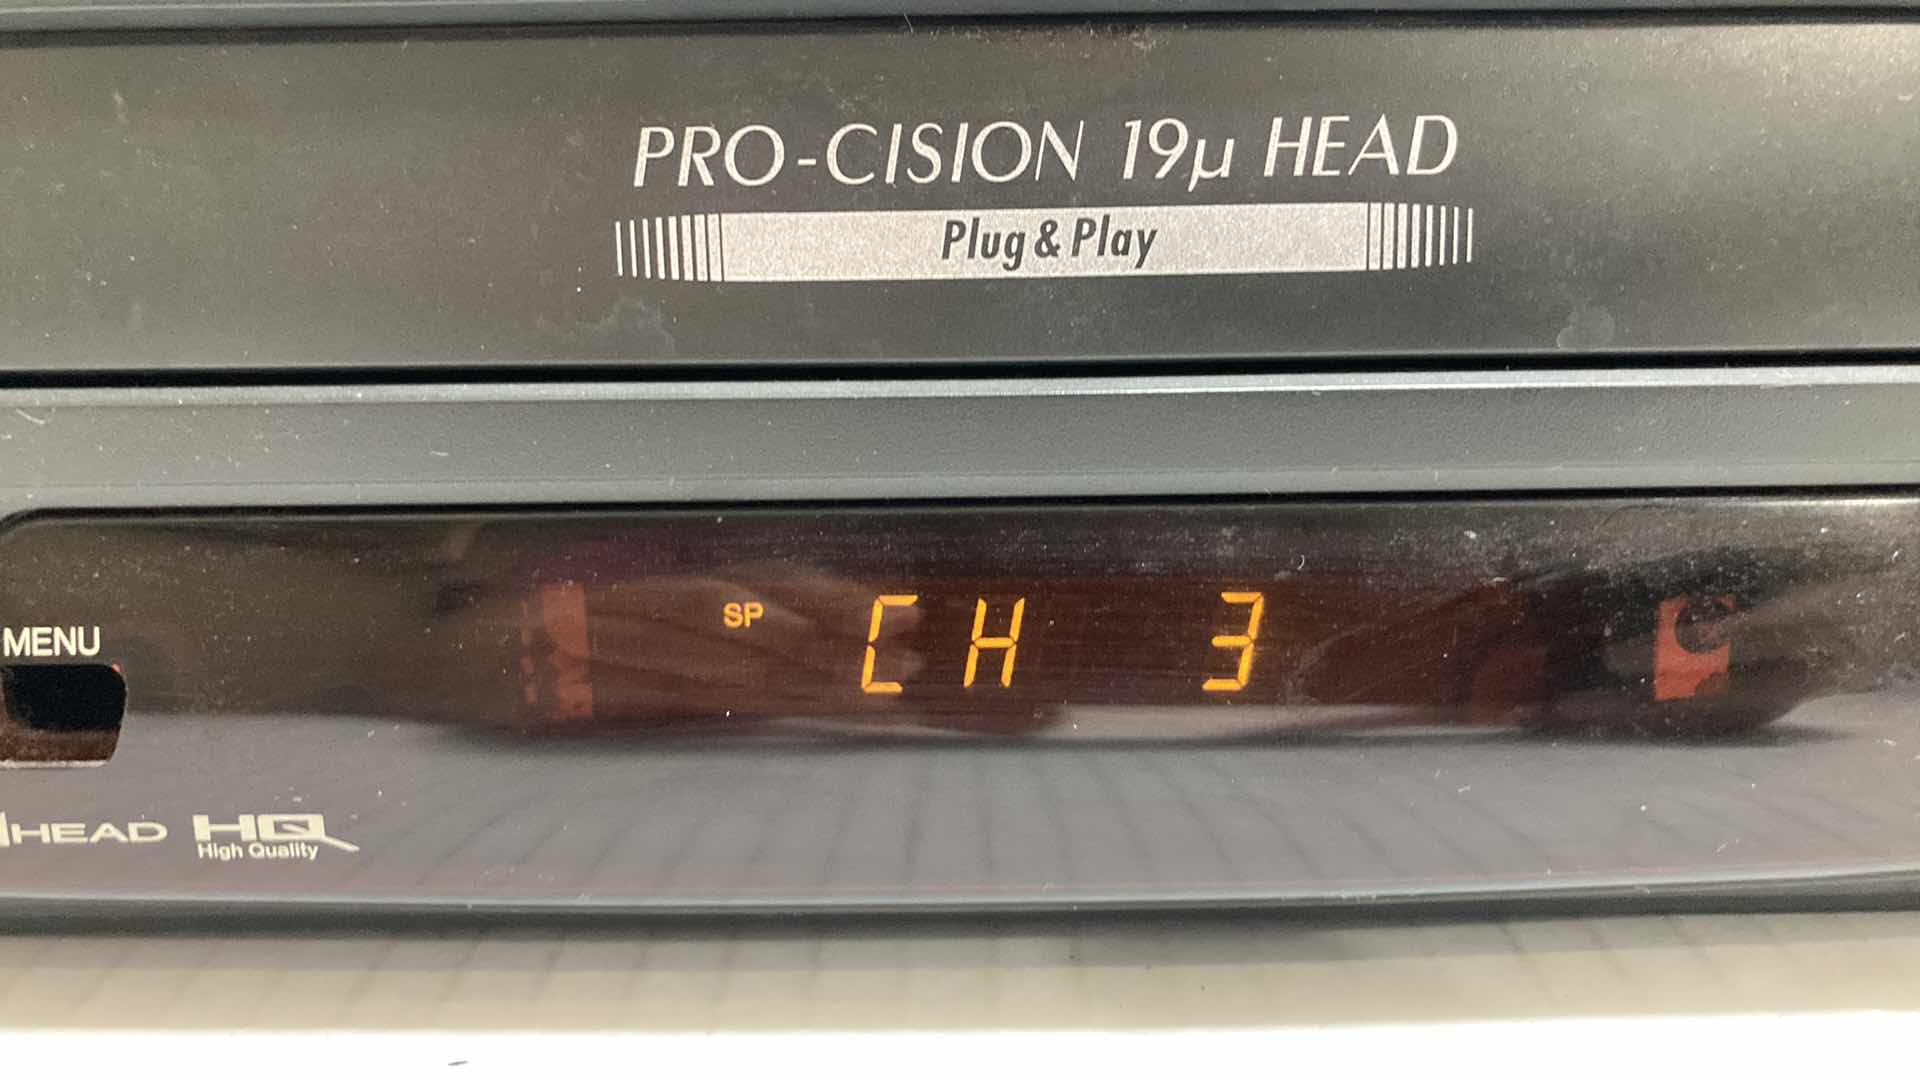 PRO-CISION 19µ HEAD
Plug & Play
MENU
SP CH 3
HEAD HQ
High Quality